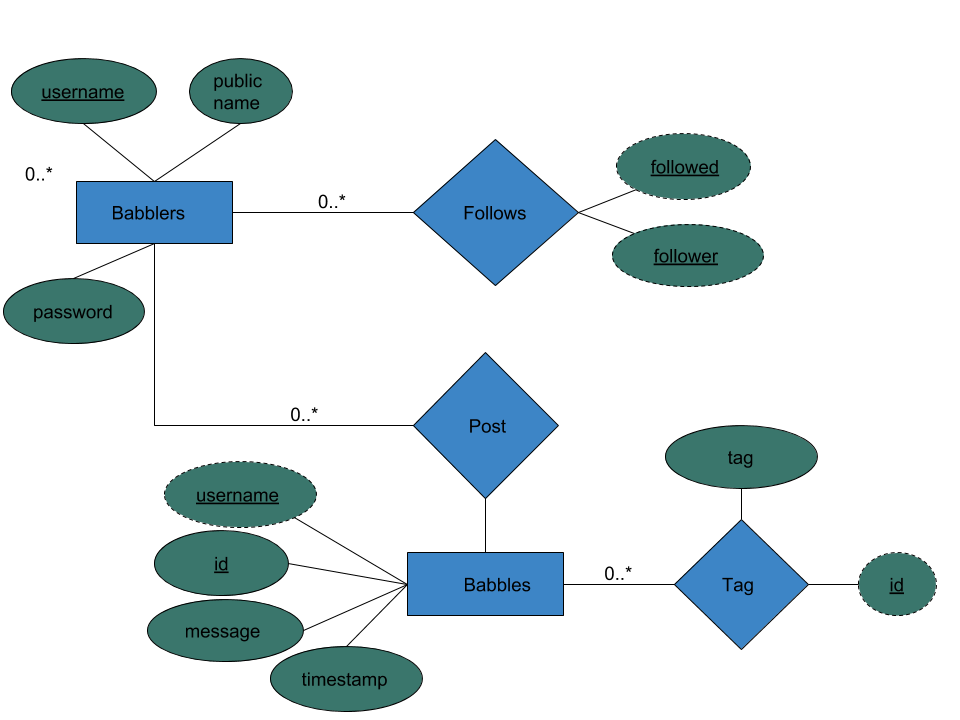 username
public
name
0..*
Babblers
0..*
Follows
followed
follower
password
0..*
Post
tag
username
id
message
timestamp
Babbles
0..*
Tag
id